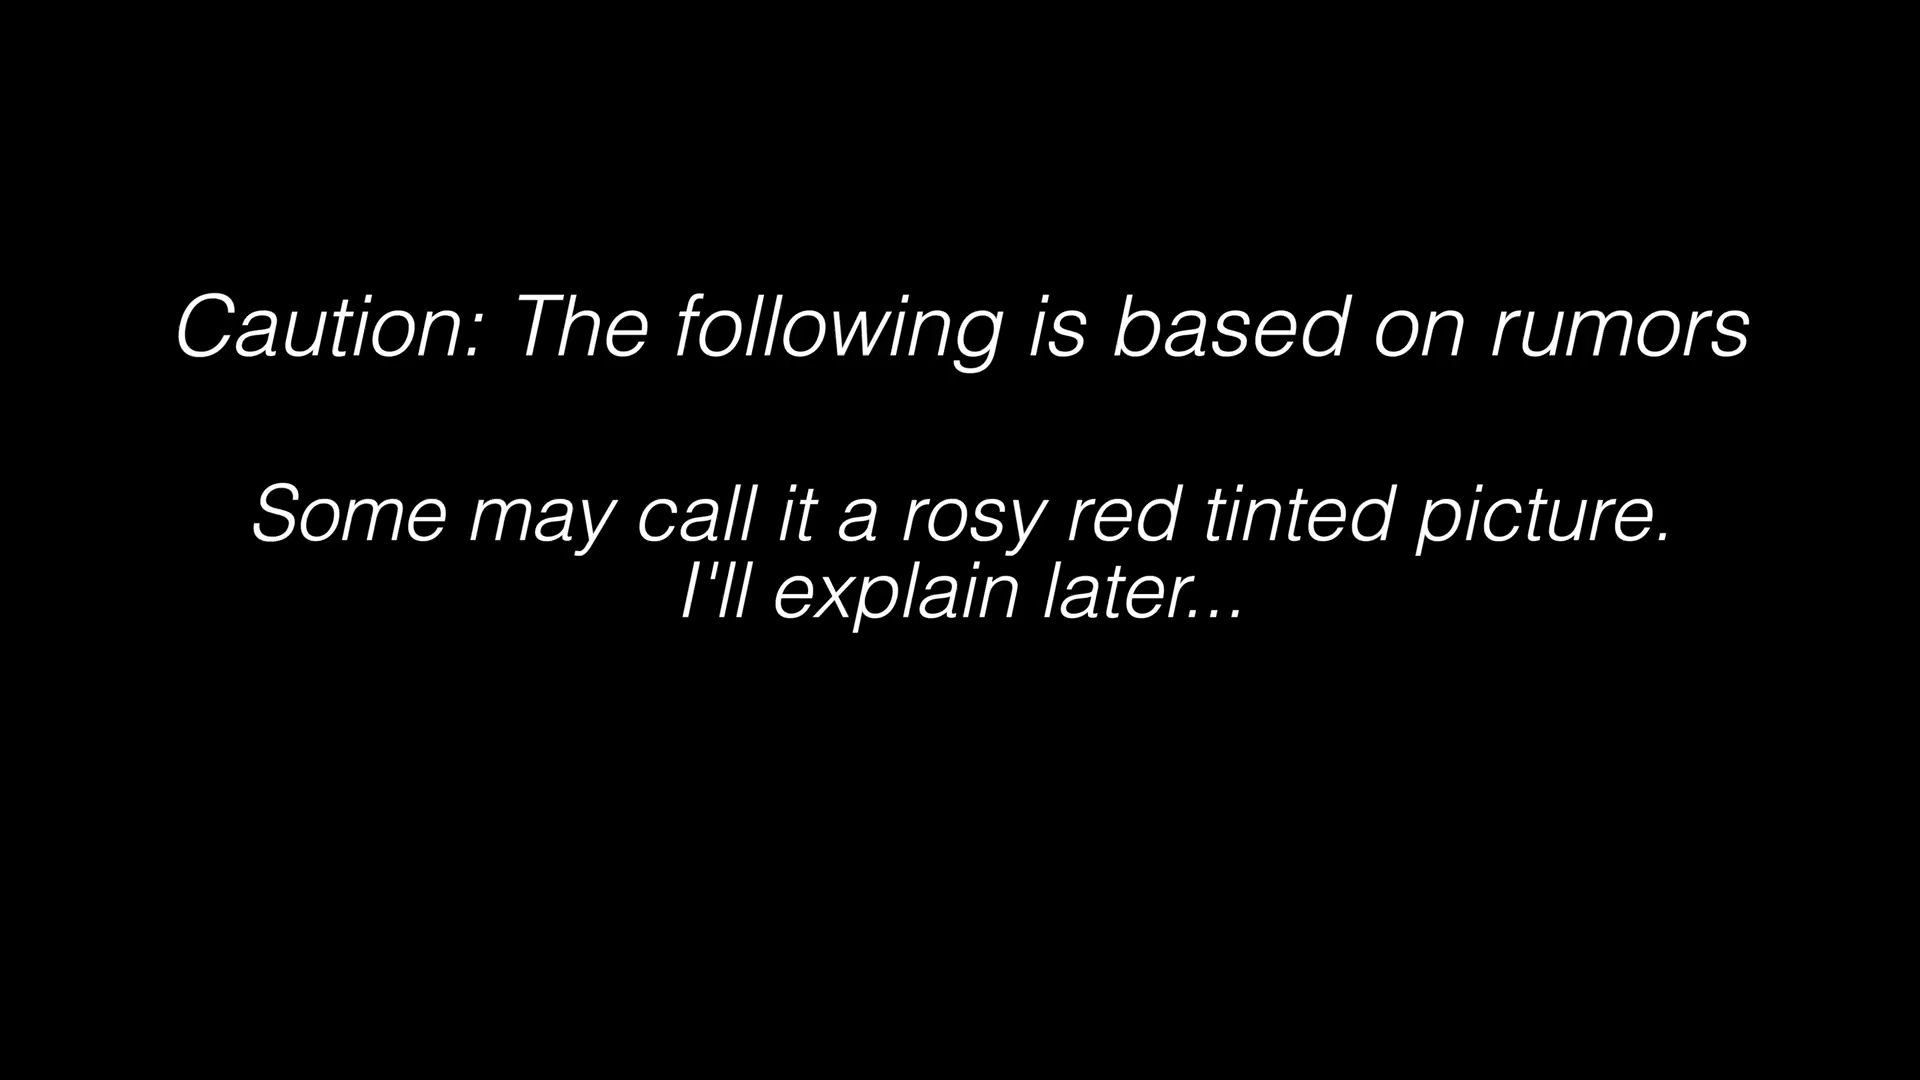 Caution: The following is based on rumors
Some may call it a rosy red tinted picture.
I'll explain later...